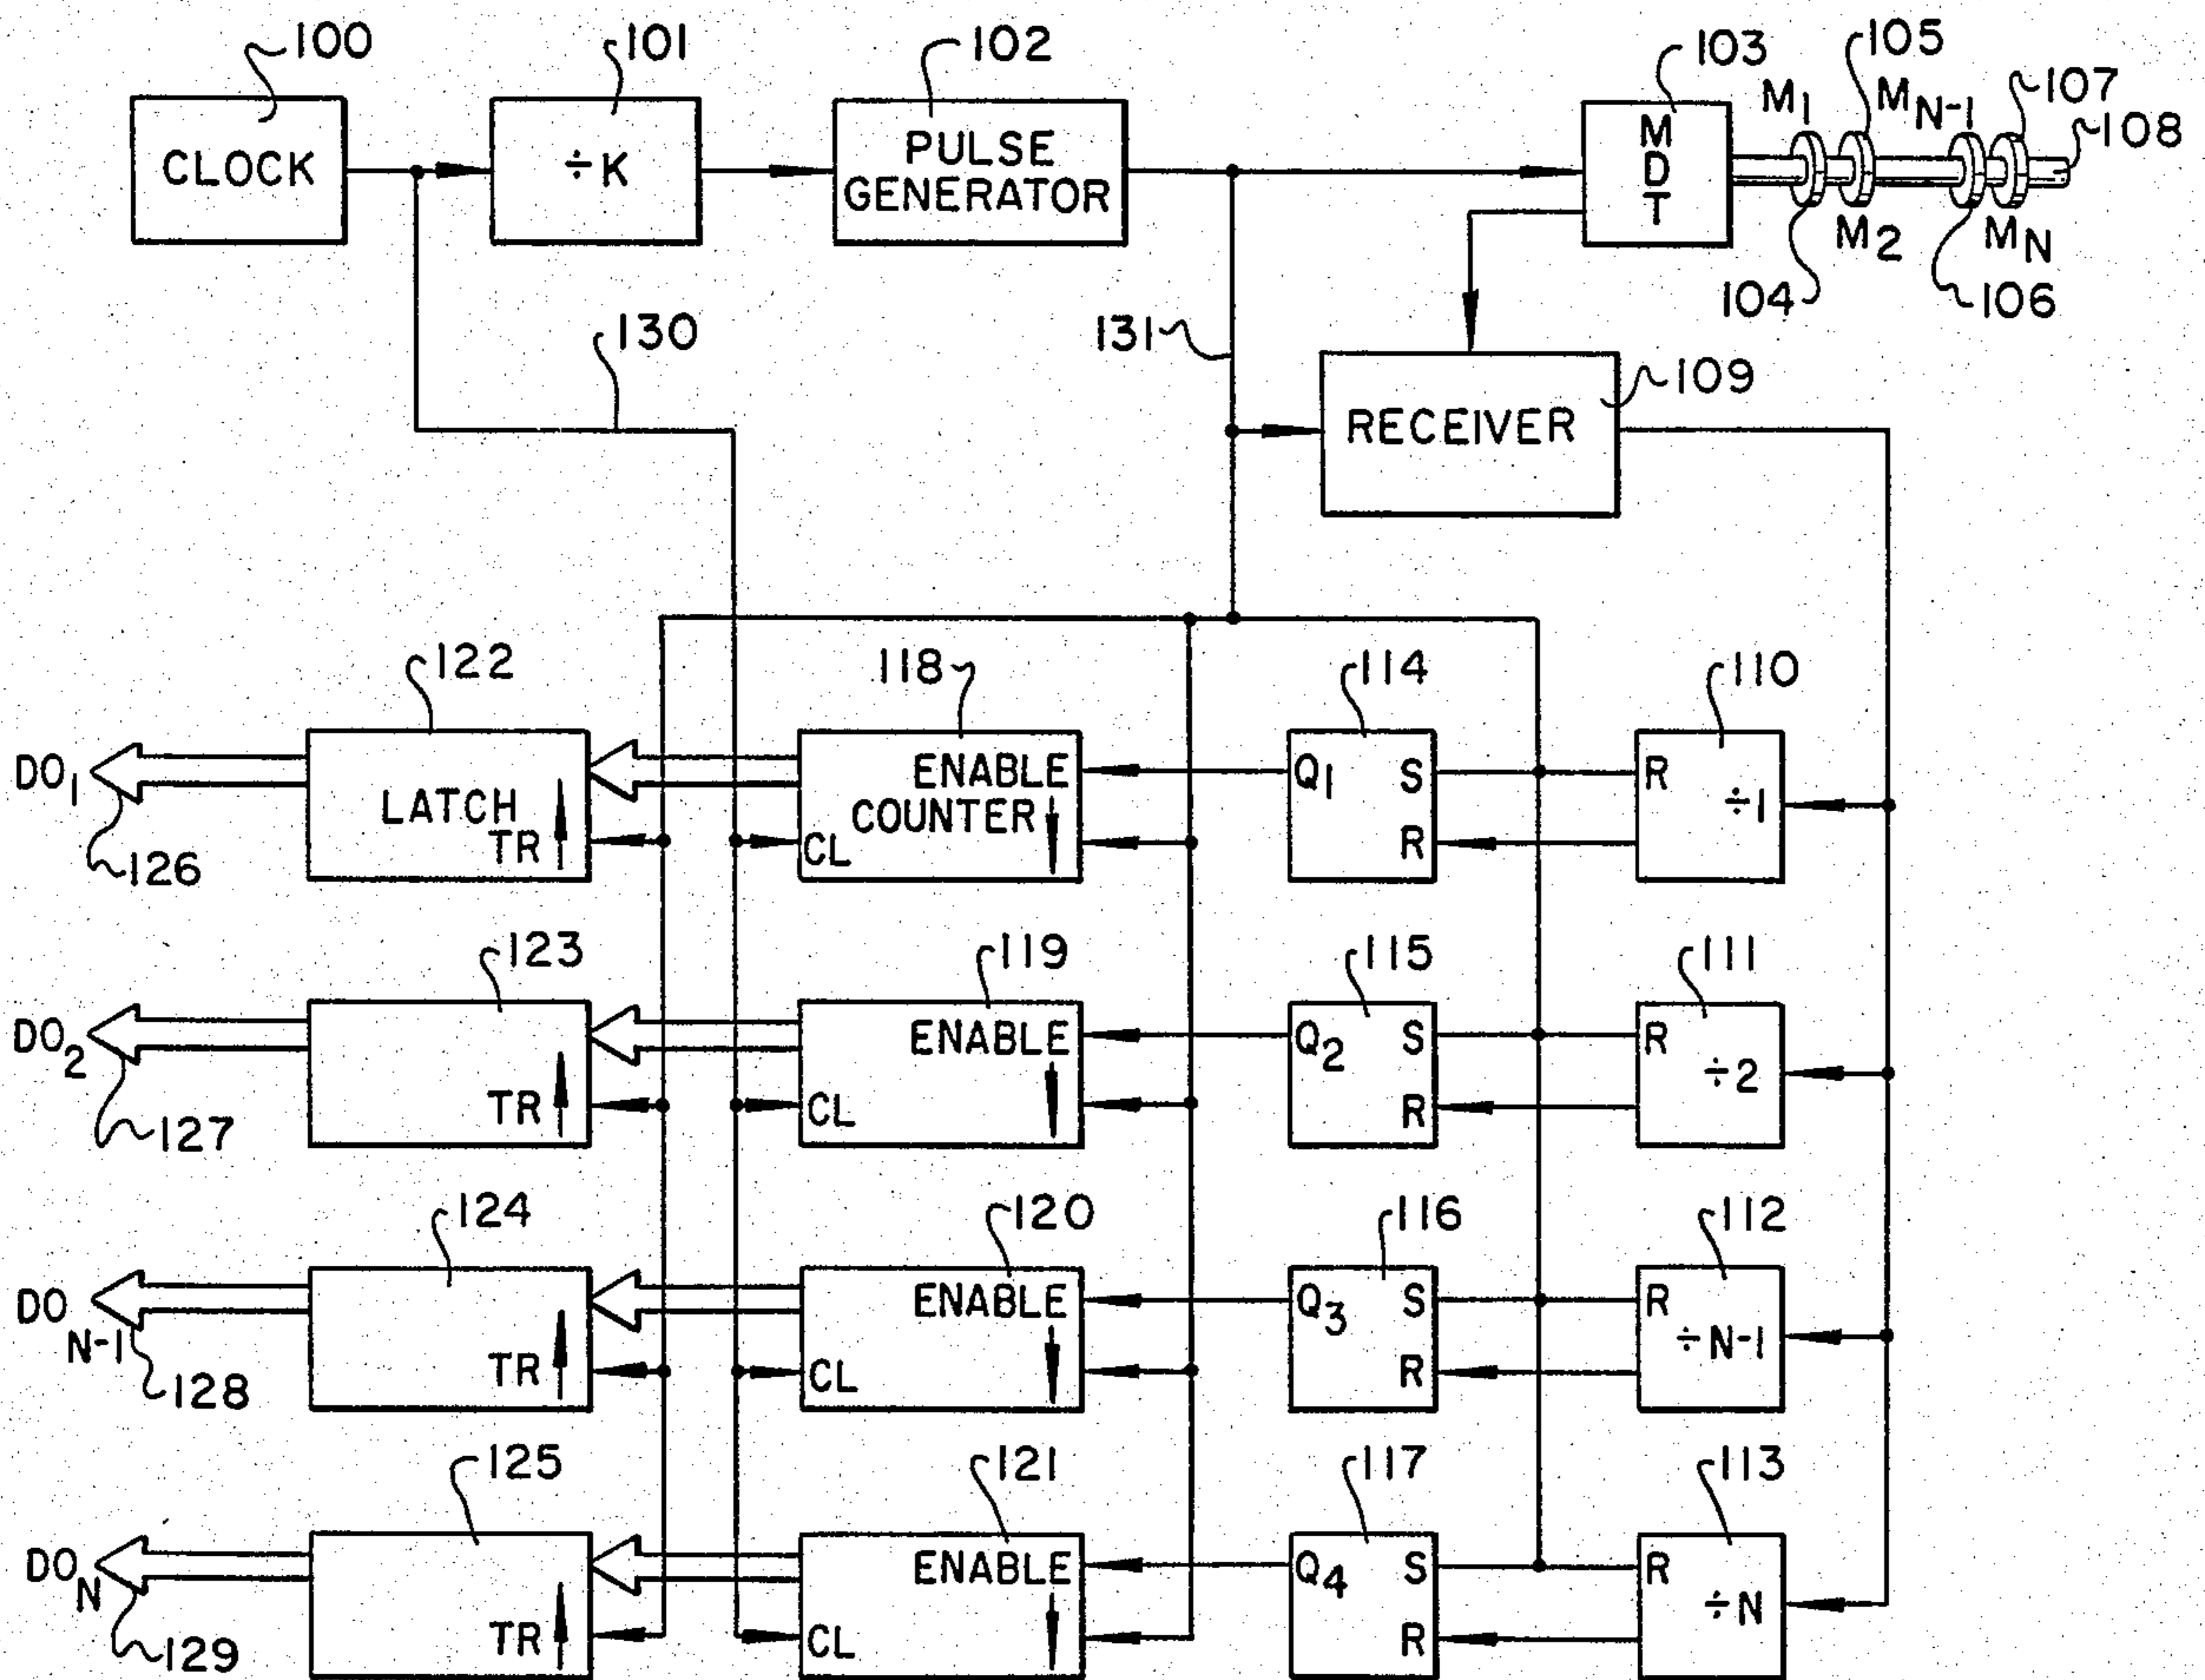 100
101
102
103
105
107
108
M1
MN-1
CLOCK
÷K
PULSE
GENERATOR
M
D
T
M2
MN
104
106
130
131
109
RECEIVER
122
118
114
110
DO1
LATCH
TR
ENABLE
COUNTER
CL
Q1
S
R
R
÷1
126
123
119
115
111
DO2
TR
ENABLE
CL
Q2
S
R
R
÷2
127
124
120
116
112
DO N-1
TR
ENABLE
CL
Q3
S
R
R
÷N-1
128
125
121
117
113
DON
TR
ENABLE
CL
Q4
S
R
R
÷N
129